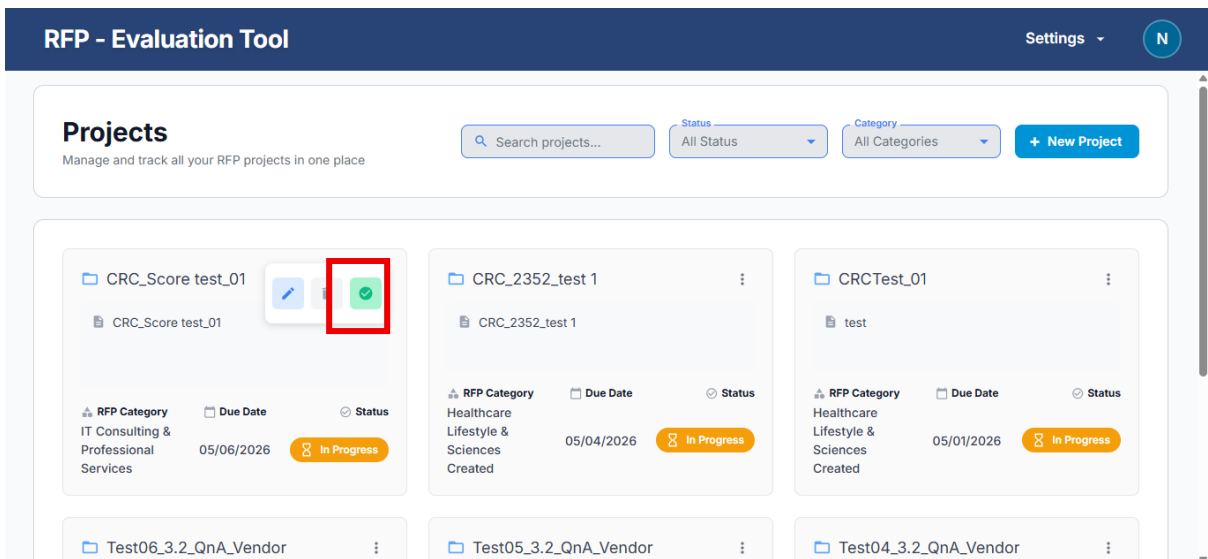 RFP - Evaluation Tool
Settings
N
Projects
Manage and track all your RFP projects in one place
Search projects...
Status
All Status
Category
All Categories
+ New Project
CRC_Score test_01
CRC_Score test_01
RFP Category
Due Date
Status
IT Consulting &
Professional
Services
05/06/2026
In Progress
CRC_2352_test 1
CRC_2352_test 1
RFP Category
Due Date
Status
Healthcare
Lifestyle &
Sciences
Created
05/04/2026
In Progress
CRCTest_01
test
RFP Category
Due Date
Status
Healthcare
Lifestyle &
Sciences
Created
05/01/2026
In Progress
Test06_3.2_QnA_Vendor
Test05_3.2_QnA_Vendor
Test04_3.2_QnA_Vendor